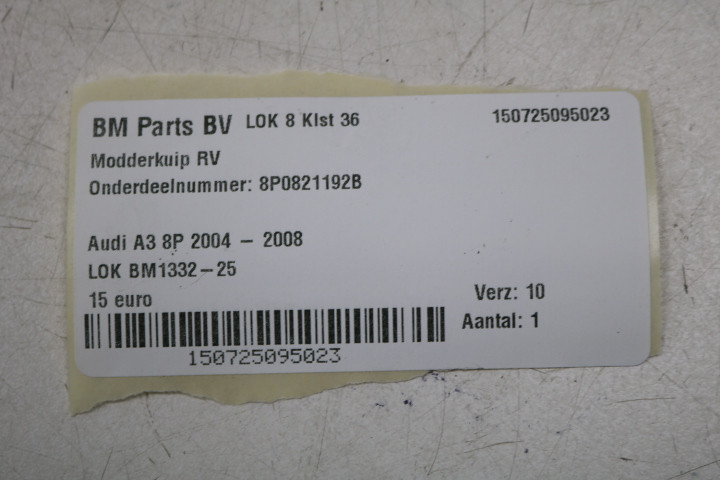 BM Parts BV LOK 8 Klst 36 150725095023
Modderkuip RV
Onderdeelnummer: 8P0821192B
Audi A3 8P 2004 – 2008
LOK BM1332–25
15 euro Verz: 10
Aantal: 1
150725095023